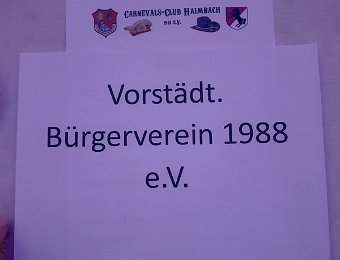 Carnevals-Club Haimbach
Vorstädt.
Bürgerverein 1988
e.V.